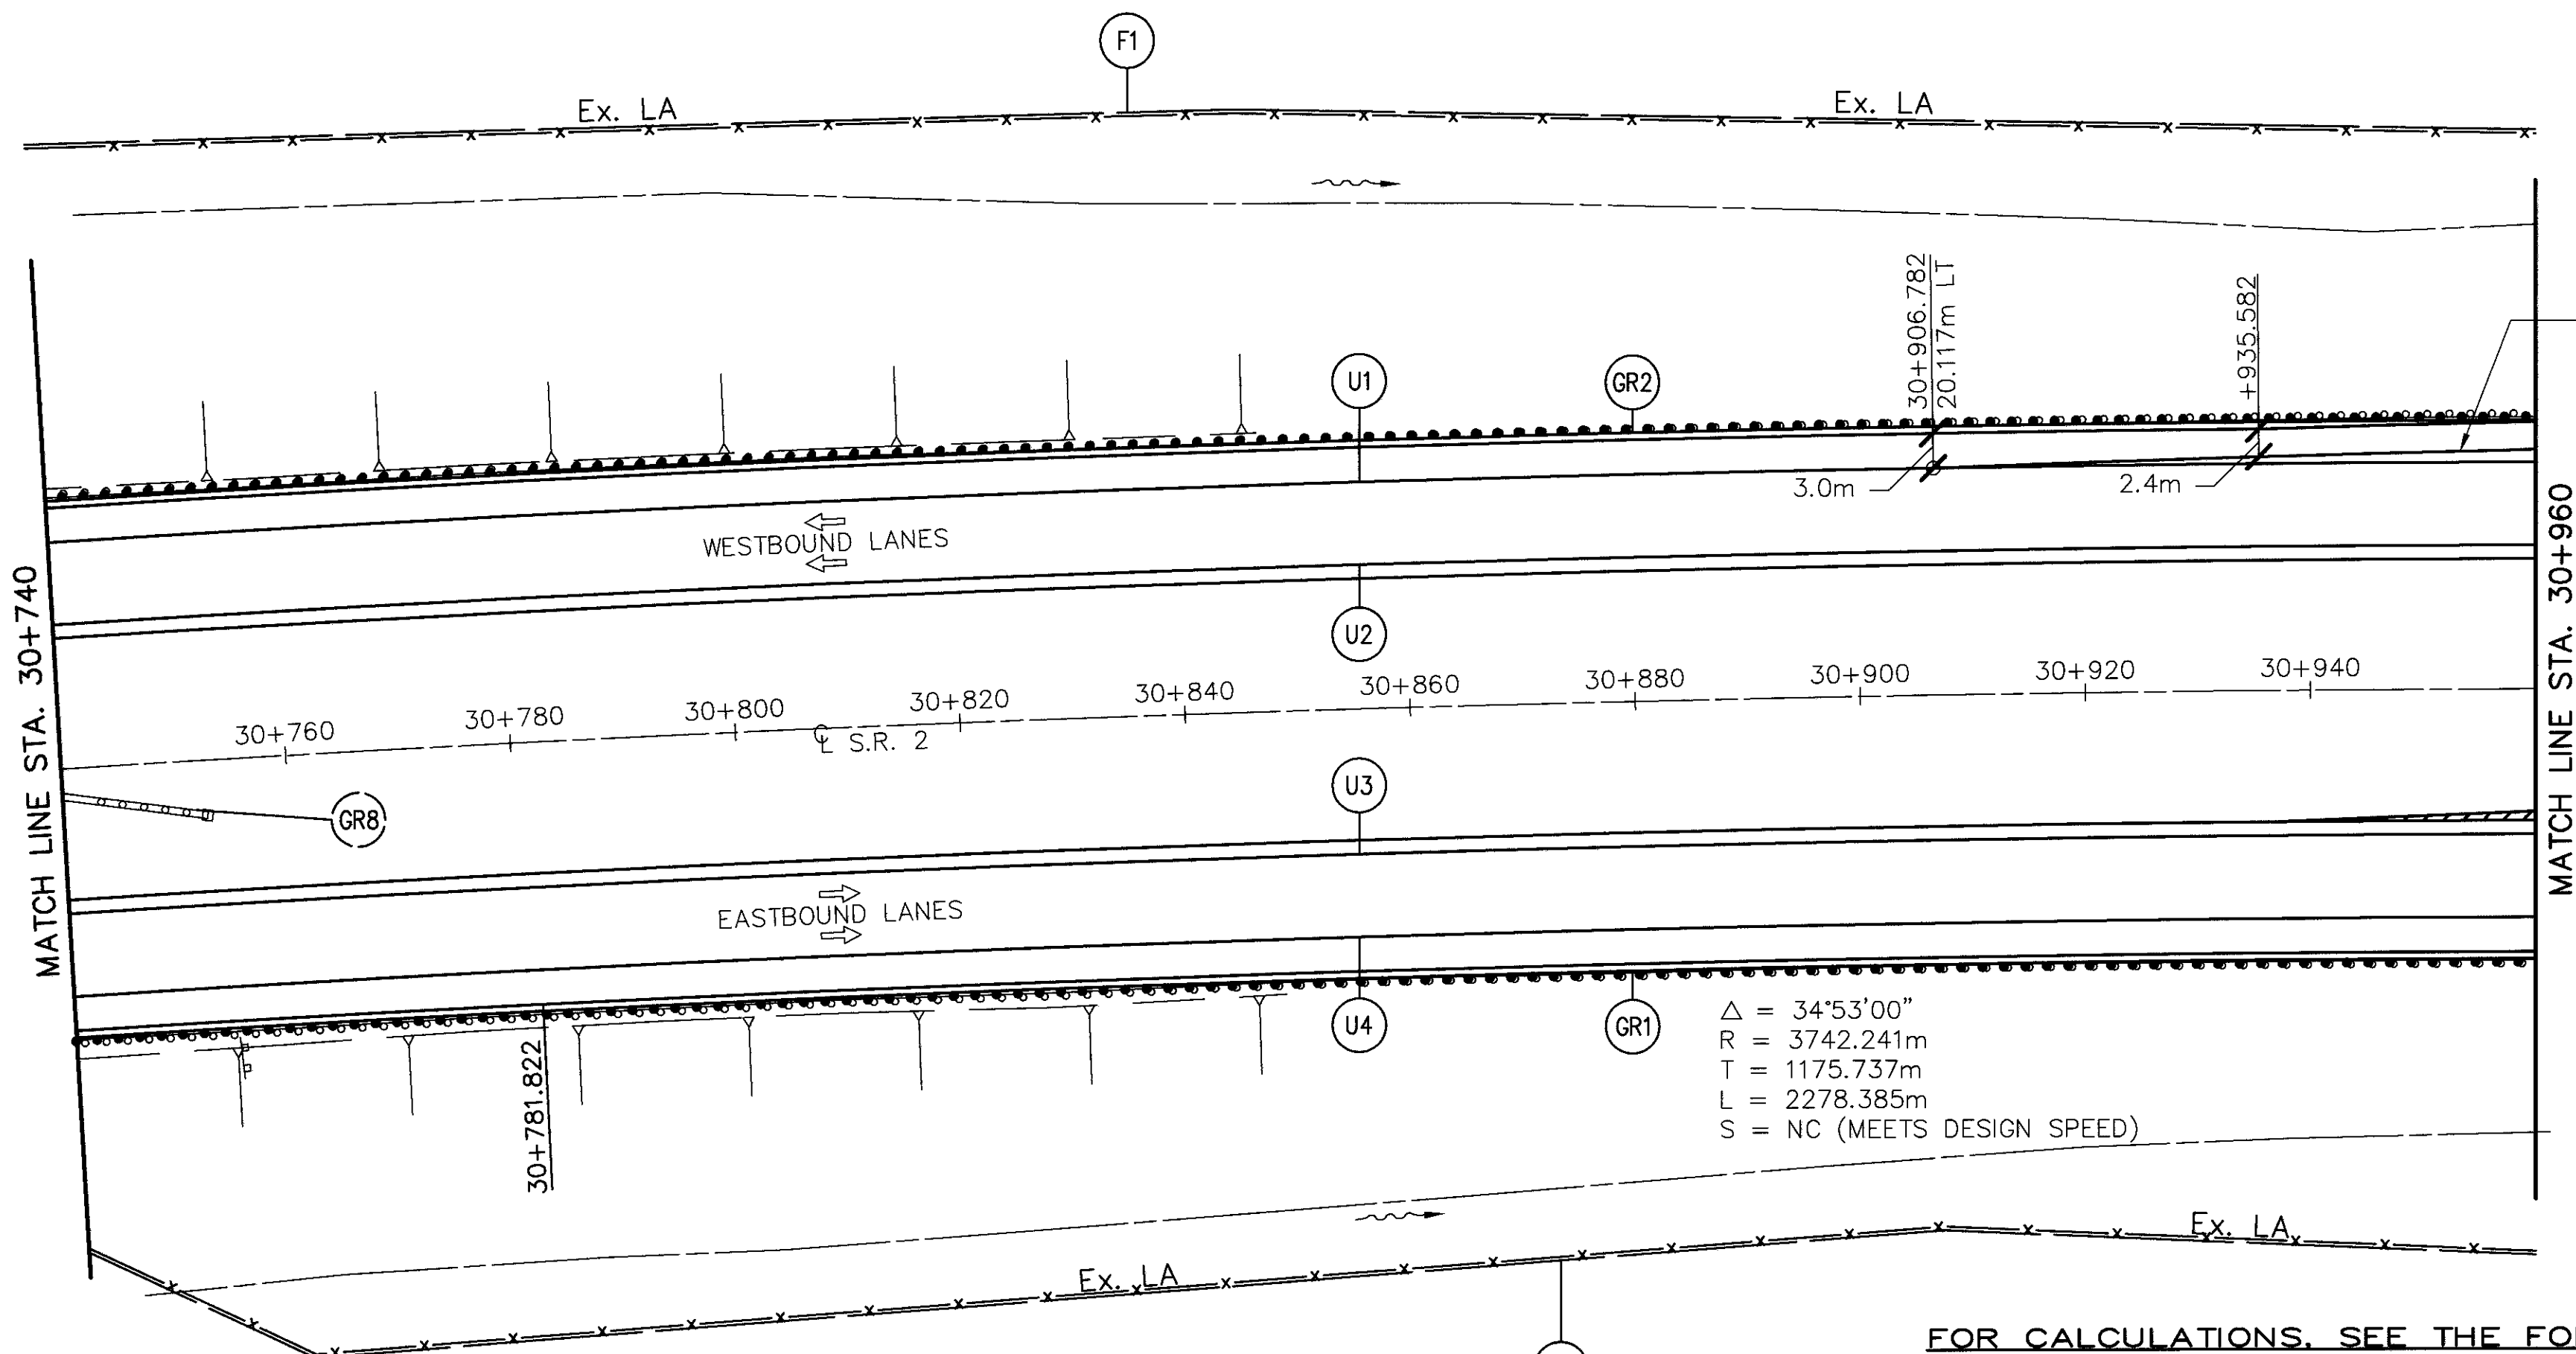 F1
Ex. LA
Ex. LA
30+906.782
20.117m LT
+935.582
U1
GR2
3.0m
2.4m
WESTBOUND LANES
MATCH LINE STA. 30+740
MATCH LINE STA. 30+960
U2
30+760
30+780
30+800
30+820
30+840
30+860
30+880
30+900
30+920
30+940
℄ S.R. 2
U3
GR8
EASTBOUND LANES
U4
GR1
30+781.822
△ = 34°53'00"
R = 3742.241m
T = 1175.737m
L = 2278.385m
S = NC (MEETS DESIGN SPEED)
Ex. LA
Ex. LA
FOR CALCULATIONS, SEE THE